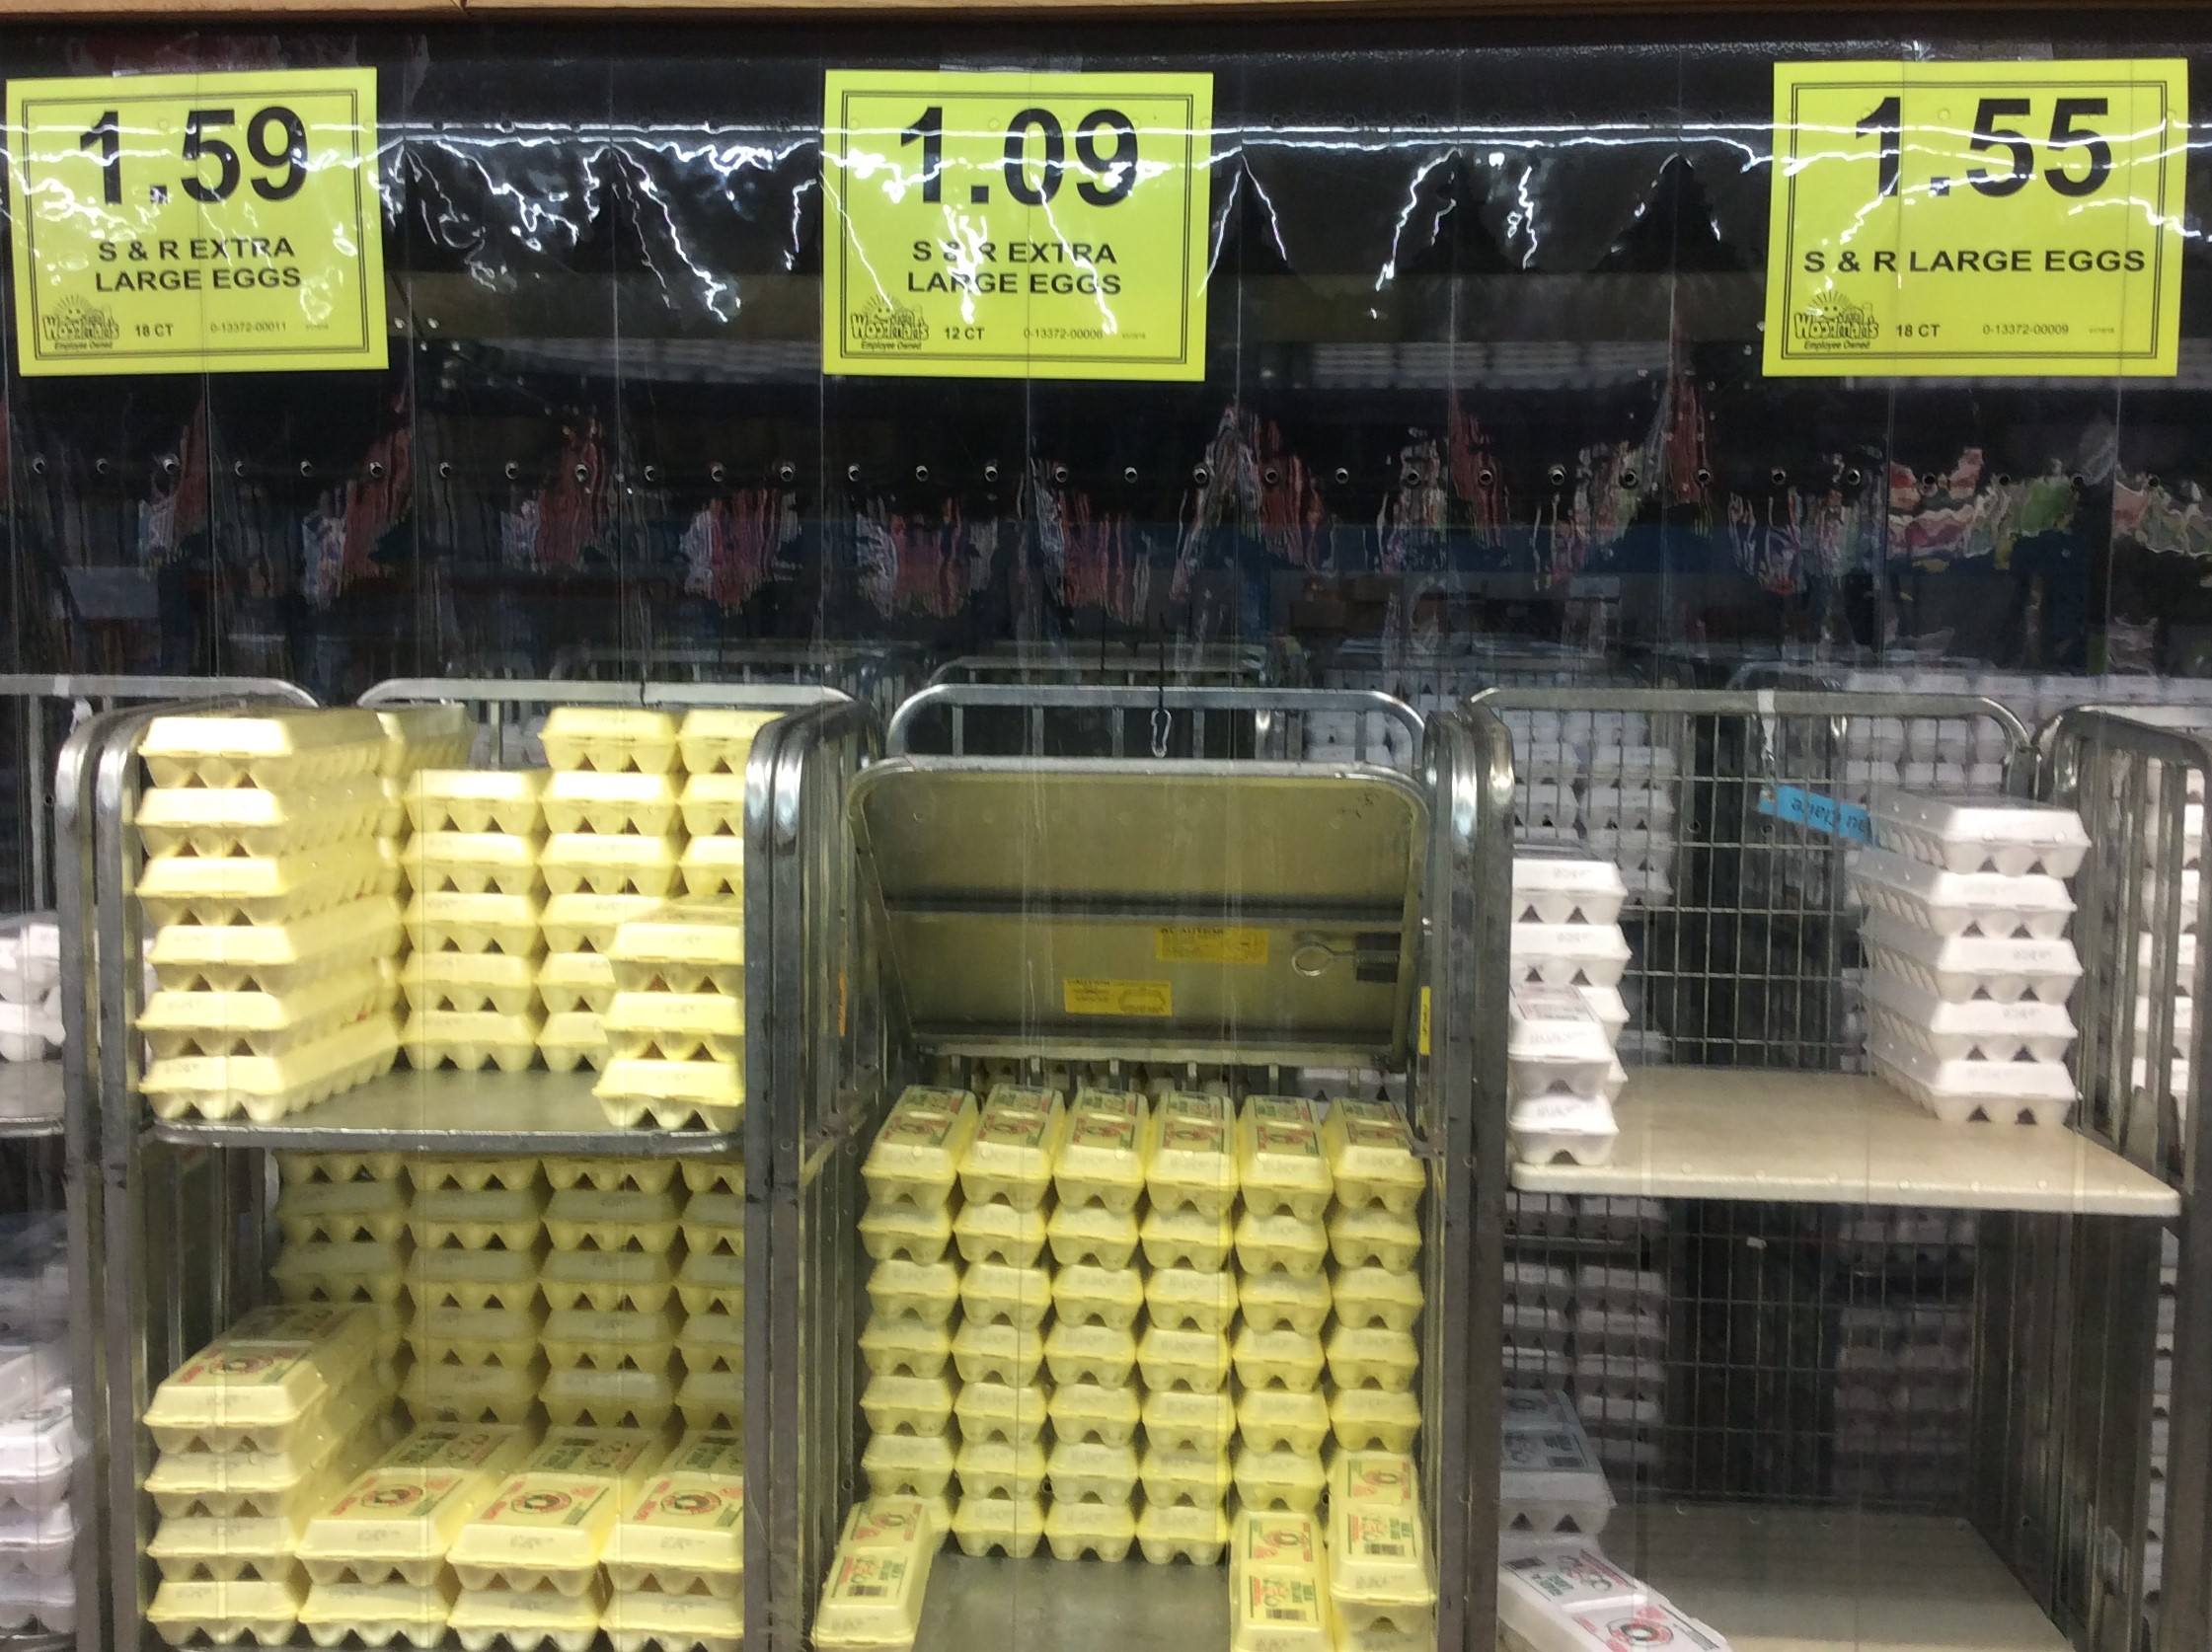 1.59
S & R EXTRA
LARGE EGGS
Woodman's
Employee Owned
18 CT
0-13372-00011
1.09
S & R EXTRA
LARGE EGGS
Woodman's
Employee Owned
12 CT
0-13372-00006
1.55
S & R LARGE EGGS
Woodman's
Employee Owned
18 CT
0-13372-00009
CAUTION